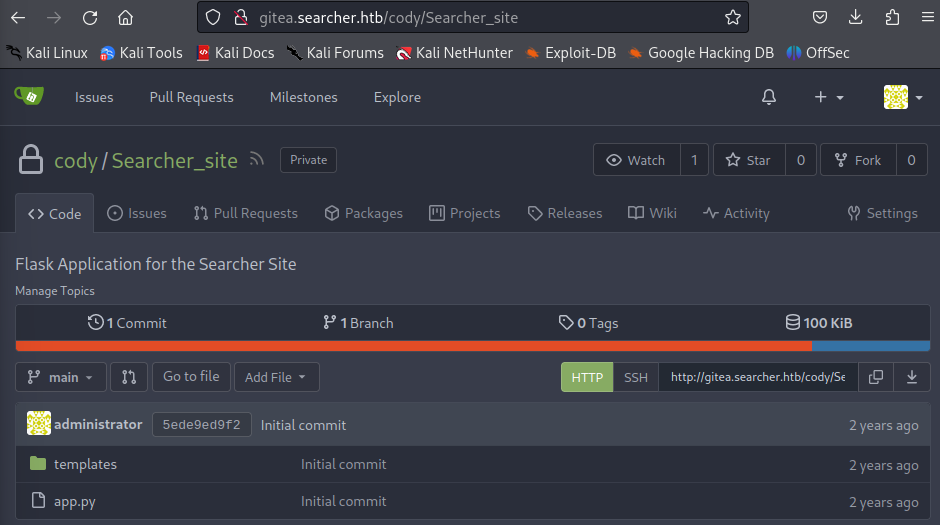 gitea.searcher.htb/cody/Searcher_site
Kali Linux Kali Tools Kali Docs Kali Forums Kali NetHunter Exploit-DB Google Hacking DB OffSec
Issues Pull Requests Milestones Explore
cody/Searcher_site Private Watch 1 Star 0 Fork 0
Code Issues Pull Requests Packages Projects Releases Wiki Activity Settings
Flask Application for the Searcher Site
Manage Topics
1 Commit 1 Branch 0 Tags 100 KiB
main Go to file Add File HTTP SSH http://gitea.searcher.htb/cody/Se
administrator 5ede9ed9f2 Initial commit 2 years ago
templates Initial commit 2 years ago
app.py Initial commit 2 years ago